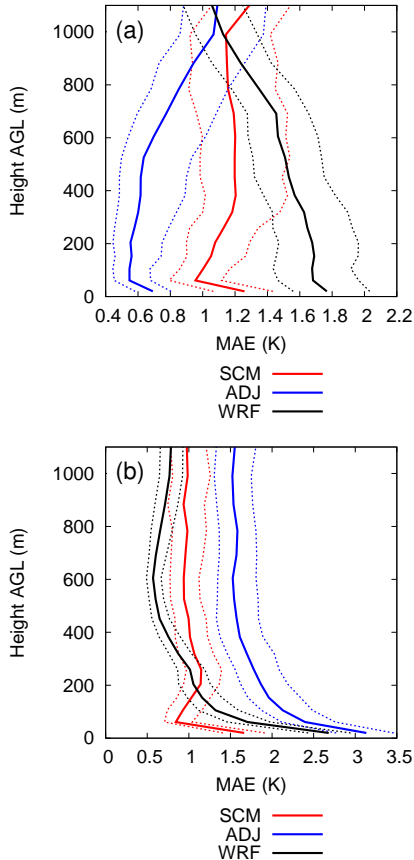 (a)
Height AGL (m)
1000
800
600
400
200
0
0.4 0.6 0.8 1 1.2 1.4 1.6 1.8 2 2.2
MAE (K)
SCM
ADJ
WRF
(b)
Height AGL (m)
1000
800
600
400
200
0
0 0.5 1 1.5 2 2.5 3 3.5
MAE (K)
SCM
ADJ
WRF